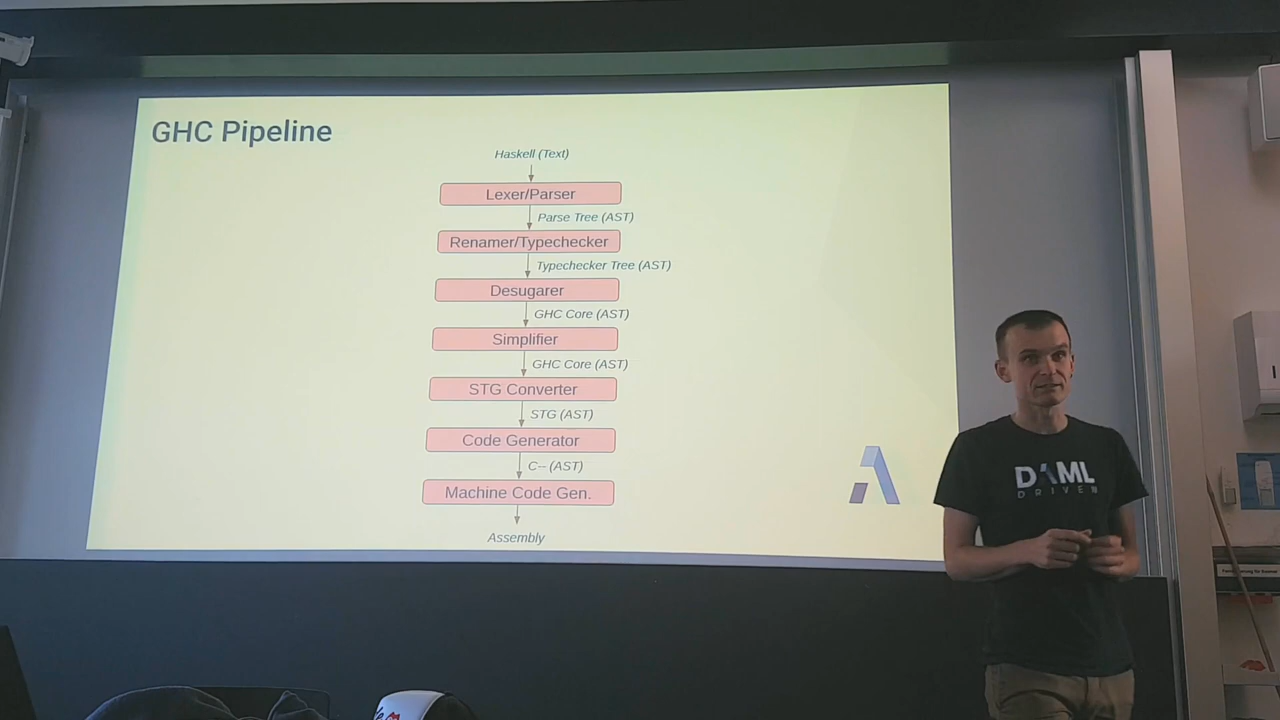 GHC Pipeline
Haskell (Text)
Lexer/Parser
Parse Tree (AST)
Renamer/Typechecker
Typechecker Tree (AST)
Desugarer
GHC Core (AST)
Simplifier
GHC Core (AST)
STG Converter
STG (AST)
Code Generator
C-- (AST)
Machine Code Gen.
Assembly
DAML
DRIVEN